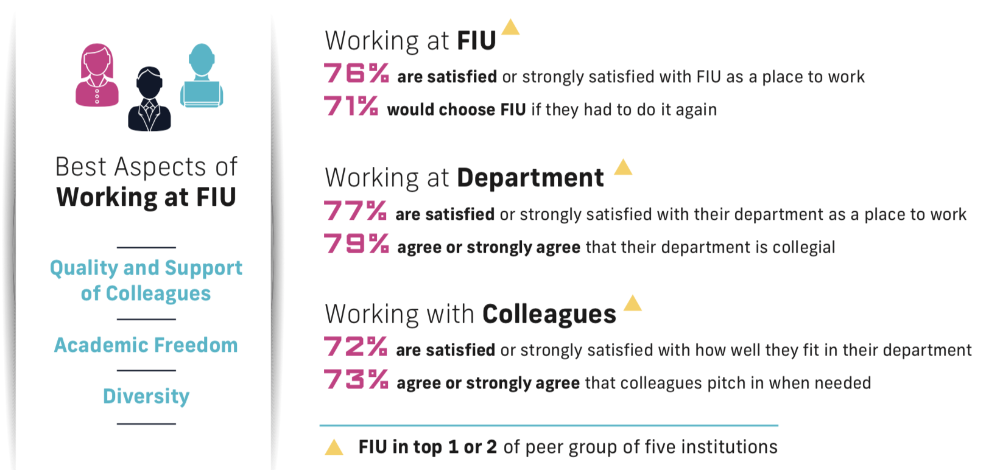 Best Aspects of
Working at FIU
Quality and Support
of Colleagues
Academic Freedom
Diversity
Working at FIU
76% are satisfied or strongly satisfied with FIU as a place to work
71% would choose FIU if they had to do it again
Working at Department
77% are satisfied or strongly satisfied with their department as a place to work
79% agree or strongly agree that their department is collegial
Working with Colleagues
72% are satisfied or strongly satisfied with how well they fit in their department
73% agree or strongly agree that colleagues pitch in when needed
FIU in top 1 or 2 of peer group of five institutions